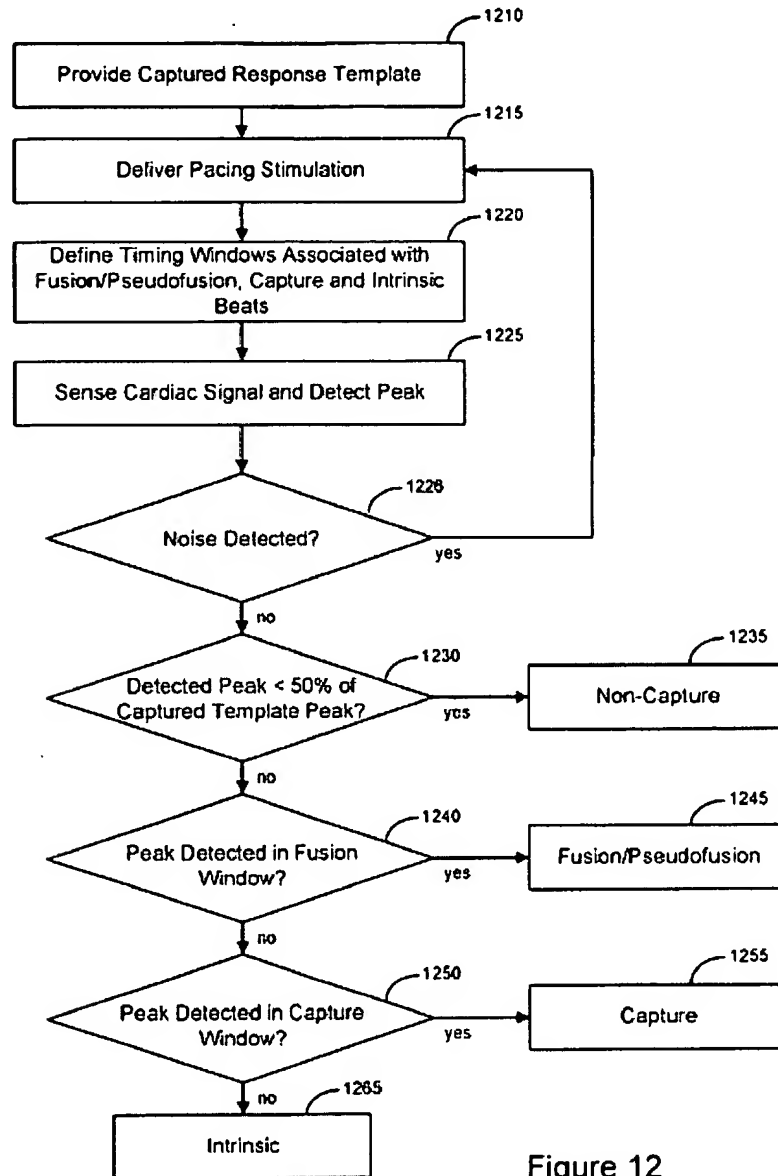 1210
Provide Captured Response Template
1215
Deliver Pacing Stimulation
1220
Define Timing Windows Associated with
Fusion/Pseudofusion, Capture and Intrinsic
Beats
1225
Sense Cardiac Signal and Detect Peak
1226
Noise Detected?
yes
no
1230
Detected Peak < 50% of
Captured Template Peak?
yes
1235
Non-Capture
no
1240
Peak Detected in Fusion
Window?
yes
1245
Fusion/Pseudofusion
no
1250
Peak Detected in Capture
Window?
yes
1255
Capture
no
1265
Intrinsic
Figure 12